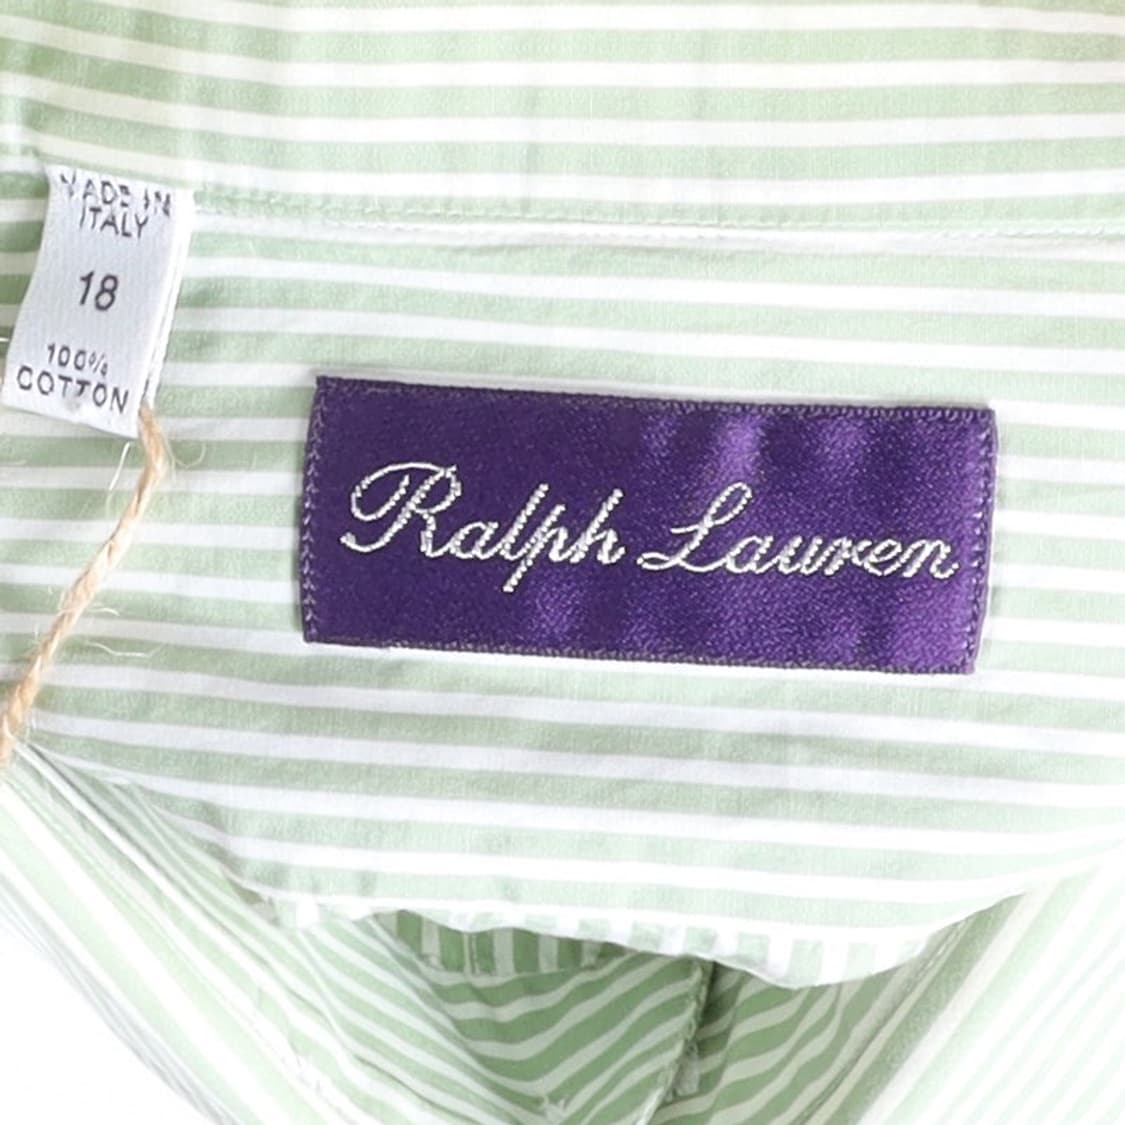 MADE IN
ITALY
18
100%
COTTON
Ralph Lauren